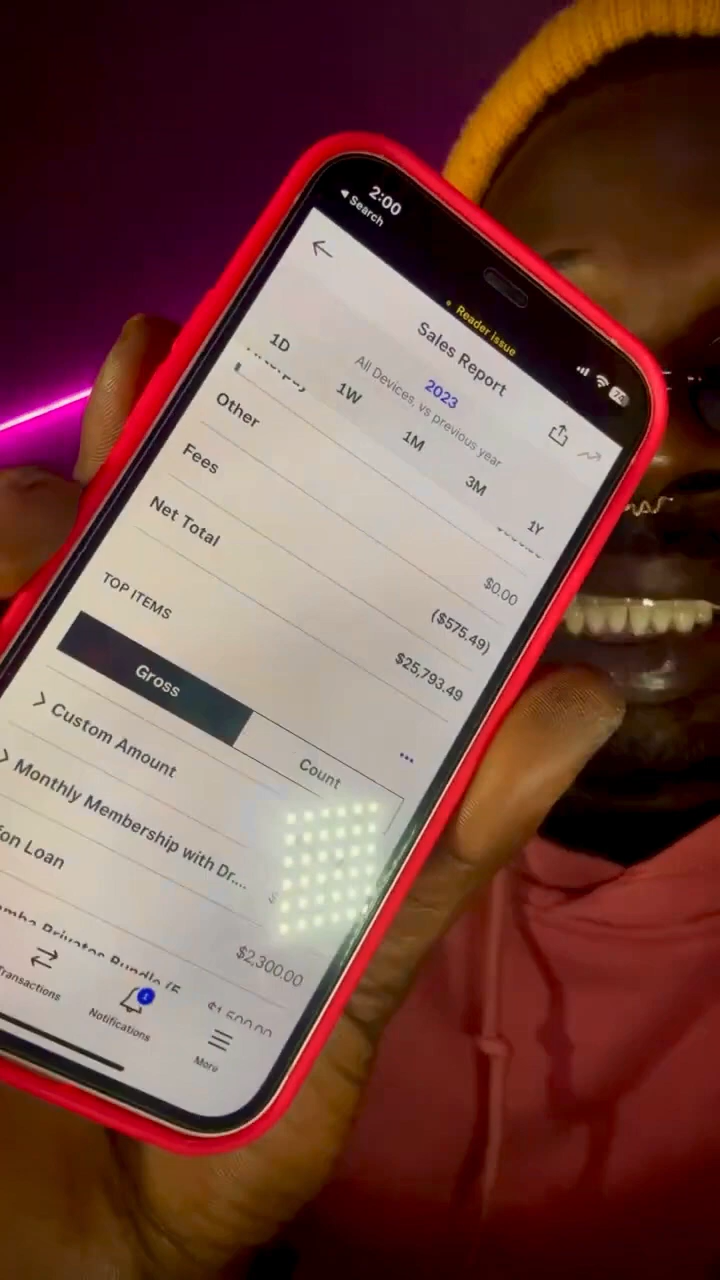 2:00
◀ Search
74
Reader issue
Sales Report
2023
All Devices, vs previous year
1D 1W 1M 3M 1Y
Other $0.00
Fees ($575.49)
Net Total $25,793.49
TOP ITEMS
Gross Count
Custom Amount
Monthly Membership with Dr....
Loan $2,300.00
Transactions
Notifications
1
More